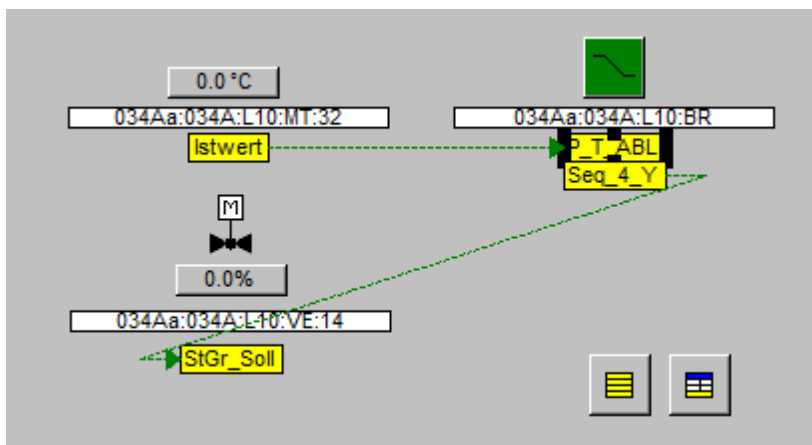 0.0 °C
034Aa:034A:L10:MT:32
Istwert
034Aa:034A:L10:BR
P_T_ABL
Seq_4_Y
M
0.0%
034Aa:034A:L10:VE:14
StGr_Soll